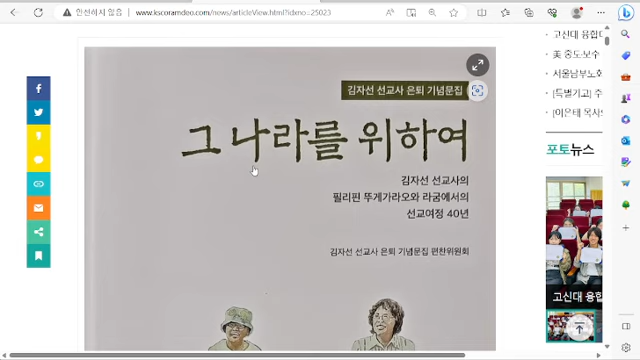 안전하지 않음
www.kscoramdeo.com/news/articleView.html?idxno=25023
고신대 융합대
美 중도·보수
서울남부노회
[특별기고] 주
이은태 목사의
포토뉴스
고신대 융합
김자선 선교사 은퇴 기념문집
그 나라를 위하여
김자선 선교사의
필리핀 뚜게가라오와 라굼에서의
선교여정 40년
김자선 선교사 은퇴 기념문집 편찬위원회